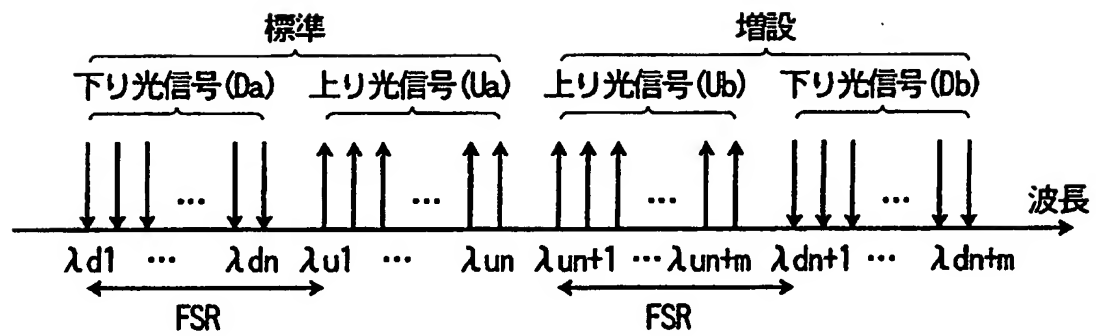 標準 増設
下り光信号(Da) 上り光信号(Ua) 上り光信号(Ub) 下り光信号(Db)
… … … …
波長
λd1 … λdn λu1 … λun λun+1 … λun+m λdn+1 … λdn+m
FSR FSR